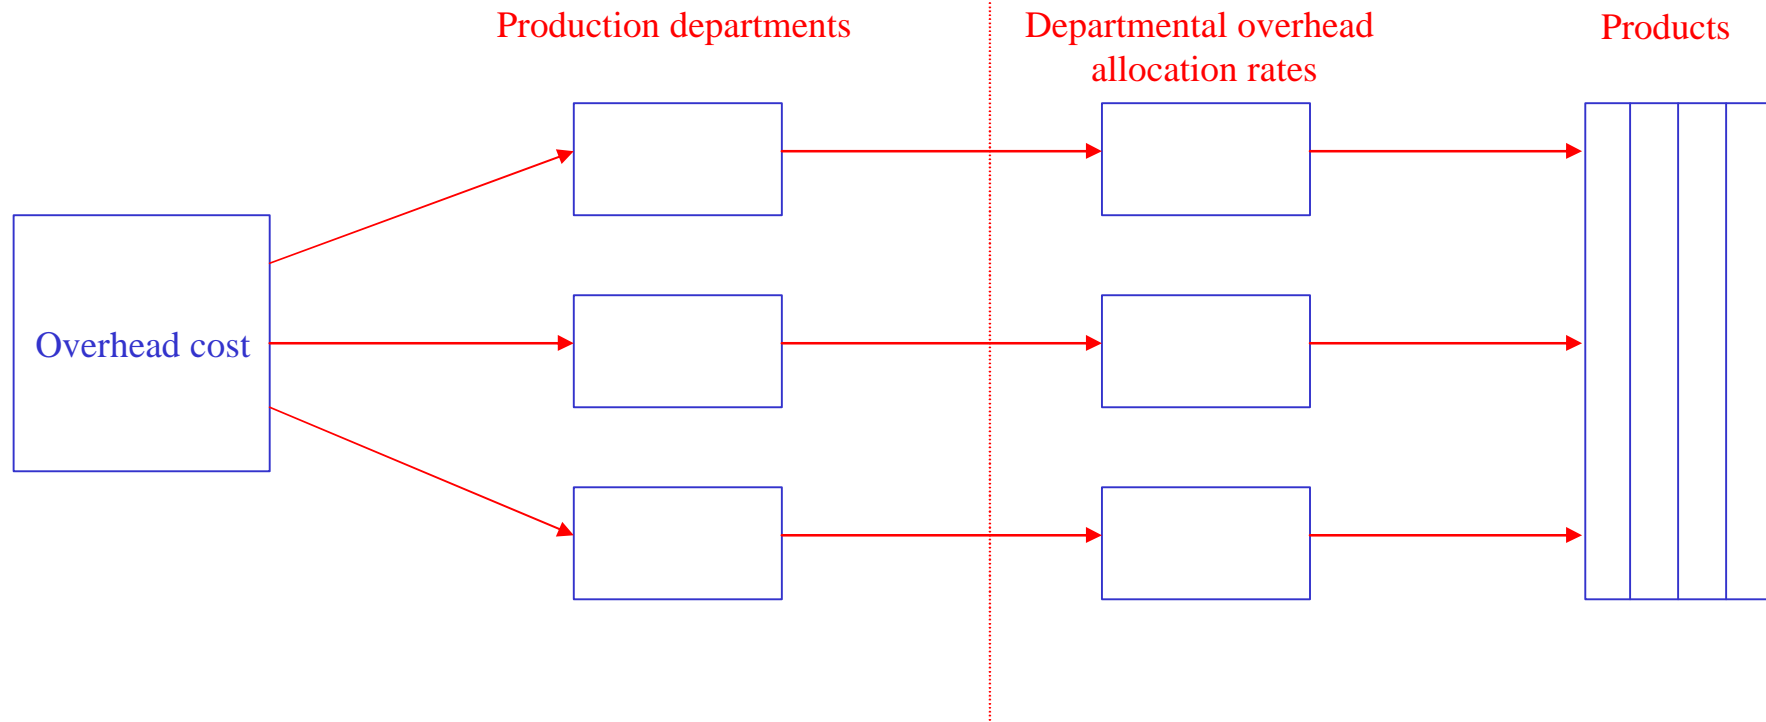 Production departments
Departmental overhead
allocation rates
Products
Overhead cost